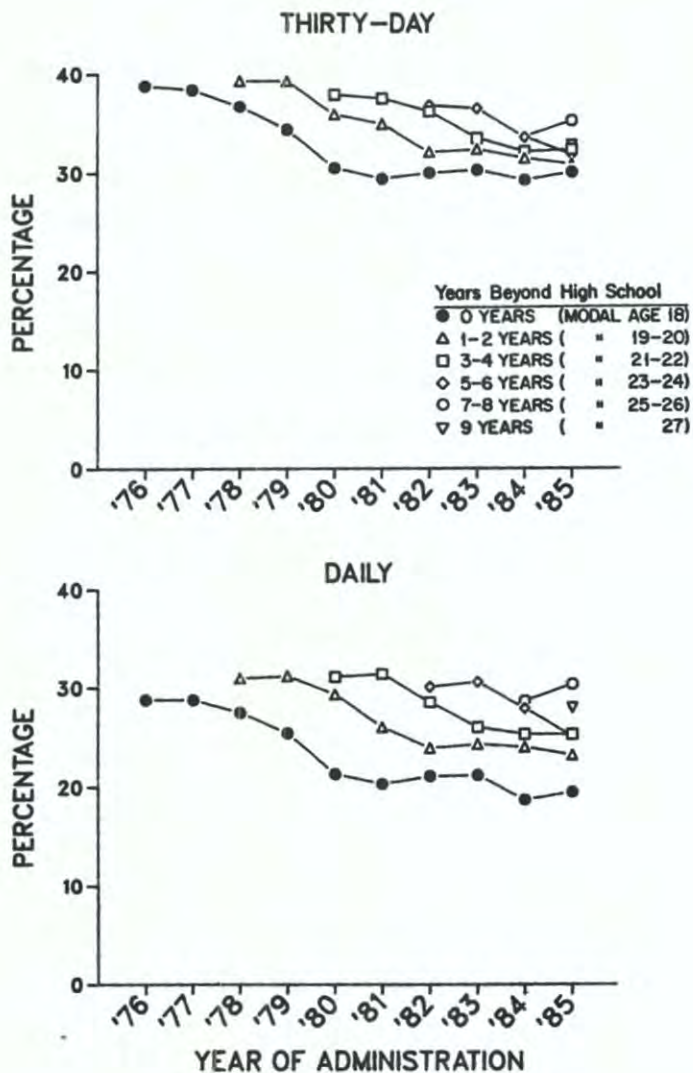 THIRTY-DAY
PERCENTAGE
40
30
20
10
0
Years Beyond High School
● 0 YEARS (MODAL AGE 18)
△ 1-2 YEARS ( " 19-20)
□ 3-4 YEARS ( " 21-22)
◇ 5-6 YEARS ( " 23-24)
○ 7-8 YEARS ( " 25-26)
▽ 9 YEARS ( " 27)
'76 '77 '78 '79 '80 '81 '82 '83 '84 '85
DAILY
PERCENTAGE
40
30
20
10
0
'76 '77 '78 '79 '80 '81 '82 '83 '84 '85
YEAR OF ADMINISTRATION